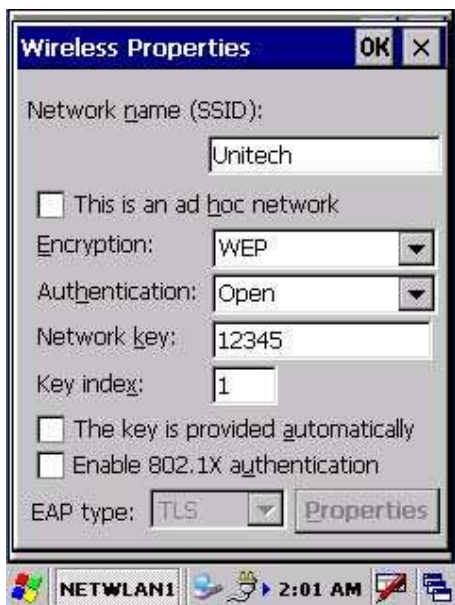 Wireless Properties OK ×
Network name (SSID):
Unitech
This is an ad hoc network
Encryption: WEP
Authentication: Open
Network key: 12345
Key index: 1
The key is provided automatically
Enable 802.1X authentication
EAP type: TLS Properties
NETWLAN1 2:01 AM